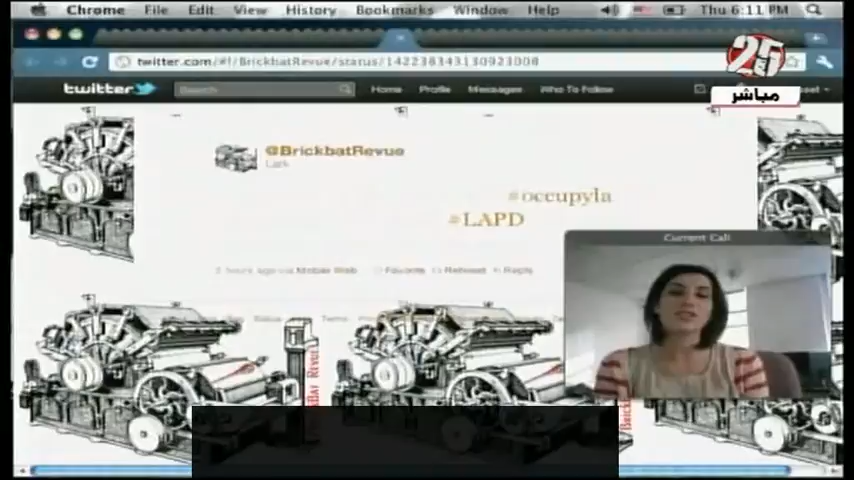 Chrome File Edit View History Bookmarks Window Help Thu 6:11 PM
twitter.com/#!/BrickbatRevue/status/142238343130923008
25
مباشر
twitter Search Home Profile Messages Who To Follow
@BrickbatRevue
#occupyla
#LAPD
hours ago via Mobile Web Favorite Retweet Reply
Current Call